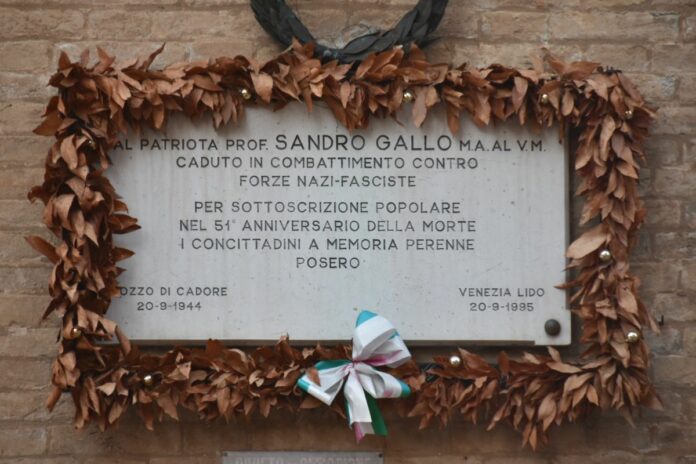 AL PATRIOTA PROF. SANDRO GALLO M.A. AL V.M.
CADUTO IN COMBATTIMENTO CONTRO
FORZE NAZI-FASCISTE
PER SOTTOSCRIZIONE POPOLARE
NEL 51° ANNIVERSARIO DELLA MORTE
I CONCITTADINI A MEMORIA PERENNE
POSERO
OZZO DI CADORE
20-9-1944
VENEZIA LIDO
20-9-1995